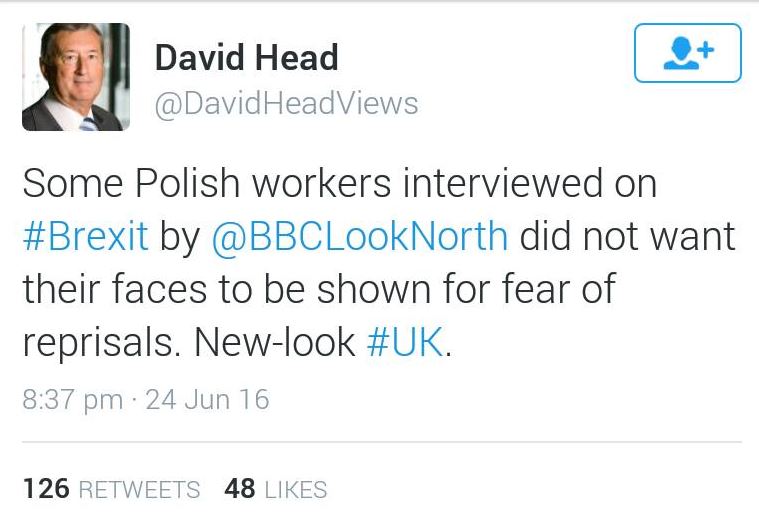 David Head
@DavidHeadViews
Some Polish workers interviewed on
#Brexit by @BBCLookNorth did not want
their faces to be shown for fear of
reprisals. New-look #UK.
8:37 pm · 24 Jun 16
126 RETWEETS 48 LIKES